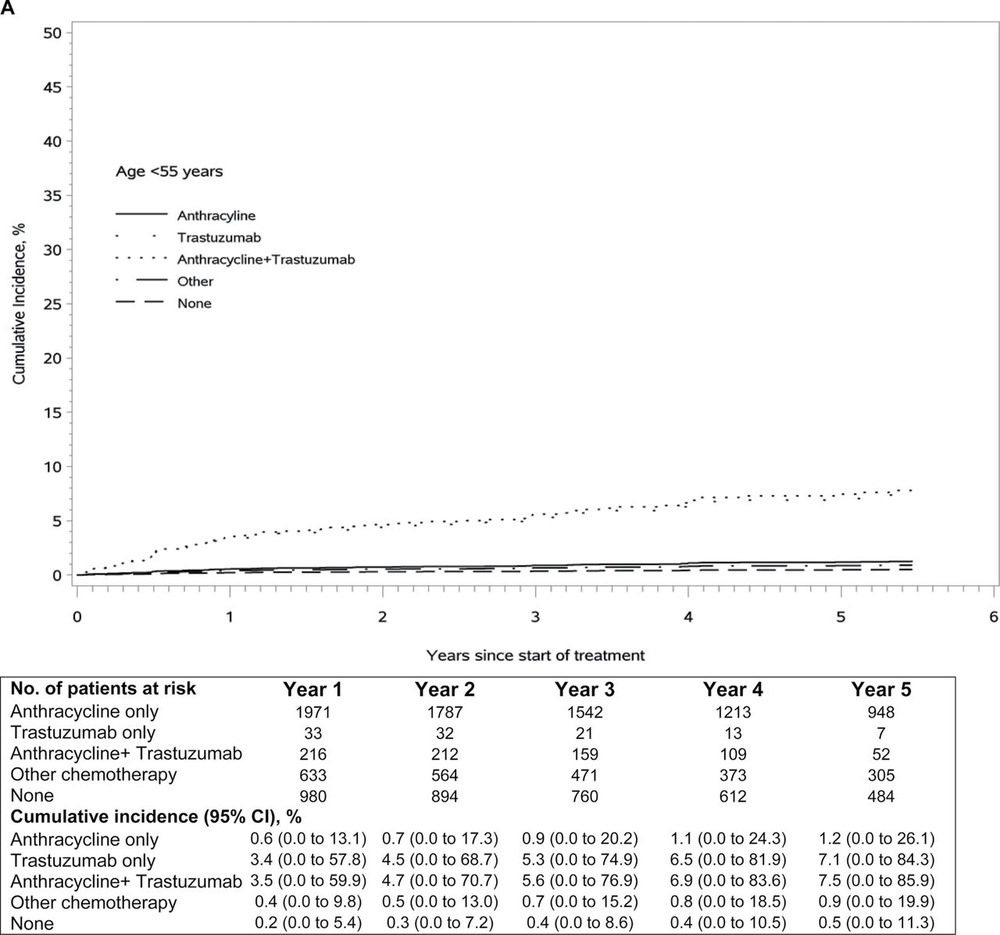 A
50
45
40
35
30
25
20
15
10
5
0
Cumulative Incidence, %
Age <55 years
Anthracyline
Trastuzumab
Anthracycline+Trastuzumab
Other
None
0 1 2 3 4 5 6
Years since start of treatment
No. of patients at risk Year 1 Year 2 Year 3 Year 4 Year 5
Anthracycline only 1971 1787 1542 1213 948
Trastuzumab only 33 32 21 13 7
Anthracycline+ Trastuzumab 216 212 159 109 52
Other chemotherapy 633 564 471 373 305
None 980 894 760 612 484
Cumulative incidence (95% CI), %
Anthracycline only 0.6 (0.0 to 13.1) 0.7 (0.0 to 17.3) 0.9 (0.0 to 20.2) 1.1 (0.0 to 24.3) 1.2 (0.0 to 26.1)
Trastuzumab only 3.4 (0.0 to 57.8) 4.5 (0.0 to 68.7) 5.3 (0.0 to 74.9) 6.5 (0.0 to 81.9) 7.1 (0.0 to 84.3)
Anthracycline+ Trastuzumab 3.5 (0.0 to 59.9) 4.7 (0.0 to 70.7) 5.6 (0.0 to 76.9) 6.9 (0.0 to 83.6) 7.5 (0.0 to 85.9)
Other chemotherapy 0.4 (0.0 to 9.8) 0.5 (0.0 to 13.0) 0.7 (0.0 to 15.2) 0.8 (0.0 to 18.5) 0.9 (0.0 to 19.9)
None 0.2 (0.0 to 5.4) 0.3 (0.0 to 7.2) 0.4 (0.0 to 8.6) 0.4 (0.0 to 10.5) 0.5 (0.0 to 11.3)